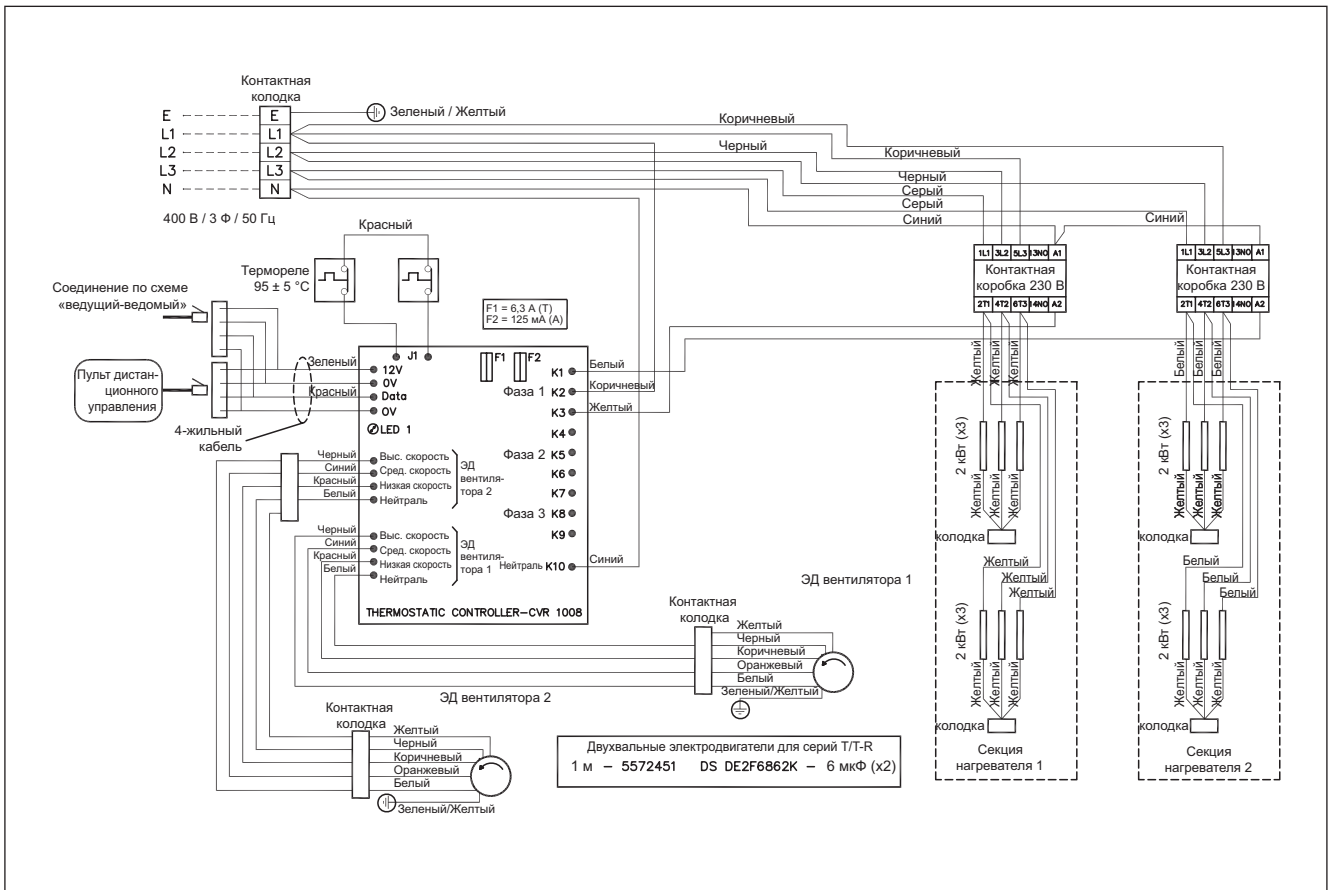 Контактная
колодка
E
E
Зеленый / Желтый
L1
L1
L2
L2
L3
L3
N
N
400 В / 3 Ф / 50 Гц
Коричневый
Черный
Коричневый
Черный
Серый
Серый
Синий
Синий
Красный
Термореле
95 ± 5 °C
Соединение по схеме
«ведущий-ведомый»
Пульт дистан-
ционного
управления
4-жильный
кабель
Зеленый
Красный
F1 = 6,3 А (Т)
F2 = 125 мА (А)
J1
F1
F2
12V
0V
Data
0V
LED 1
K1
Фаза 1 K2
K3
K4
Фаза 2 K5
K6
K7
Фаза 3 K8
K9
Нейтраль K10
Белый
Коричневый
Желтый
Синий
Черный
Синий
Красный
Белый
Выс. скорость
Сред. скорость
Низкая скорость
Нейтраль
ЭД
вентиля-
тора 2
Черный
Синий
Красный
Белый
Выс. скорость
Сред. скорость
Низкая скорость
Нейтраль
ЭД
вентиля-
тора 1
THERMOSTATIC CONTROLLER-CVR 1008
1L1 3L2 5L3 13NO A1
Контактная
коробка 230 В
2T1 4T2 6T3 14NO A2
1L1 3L2 5L3 13NO A1
Контактная
коробка 230 В
2T1 4T2 6T3 14NO A2
Желтый
Желтый
Желтый
2 кВт (x3)
Желтый
Желтый
Желтый
колодка
Желтый
Желтый
Желтый
2 кВт (x3)
Желтый
Желтый
Желтый
колодка
Секция
нагревателя 1
Белый
Белый
Белый
2 кВт (x3)
Желтый
Желтый
Желтый
колодка
Белый
Белый
Белый
2 кВт (x3)
Желтый
Желтый
Желтый
колодка
Секция
нагревателя 2
ЭД вентилятора 1
Контактная
колодка
Желтый
Черный
Коричневый
Оранжевый
Белый
Зеленый/Желтый
ЭД вентилятора 2
Контактная
колодка
Желтый
Черный
Коричневый
Оранжевый
Белый
Зеленый/Желтый
Двухвальные электродвигатели для серий T/T-R
1 м – 5572451 DS DE2F6862K – 6 мкФ (x2)